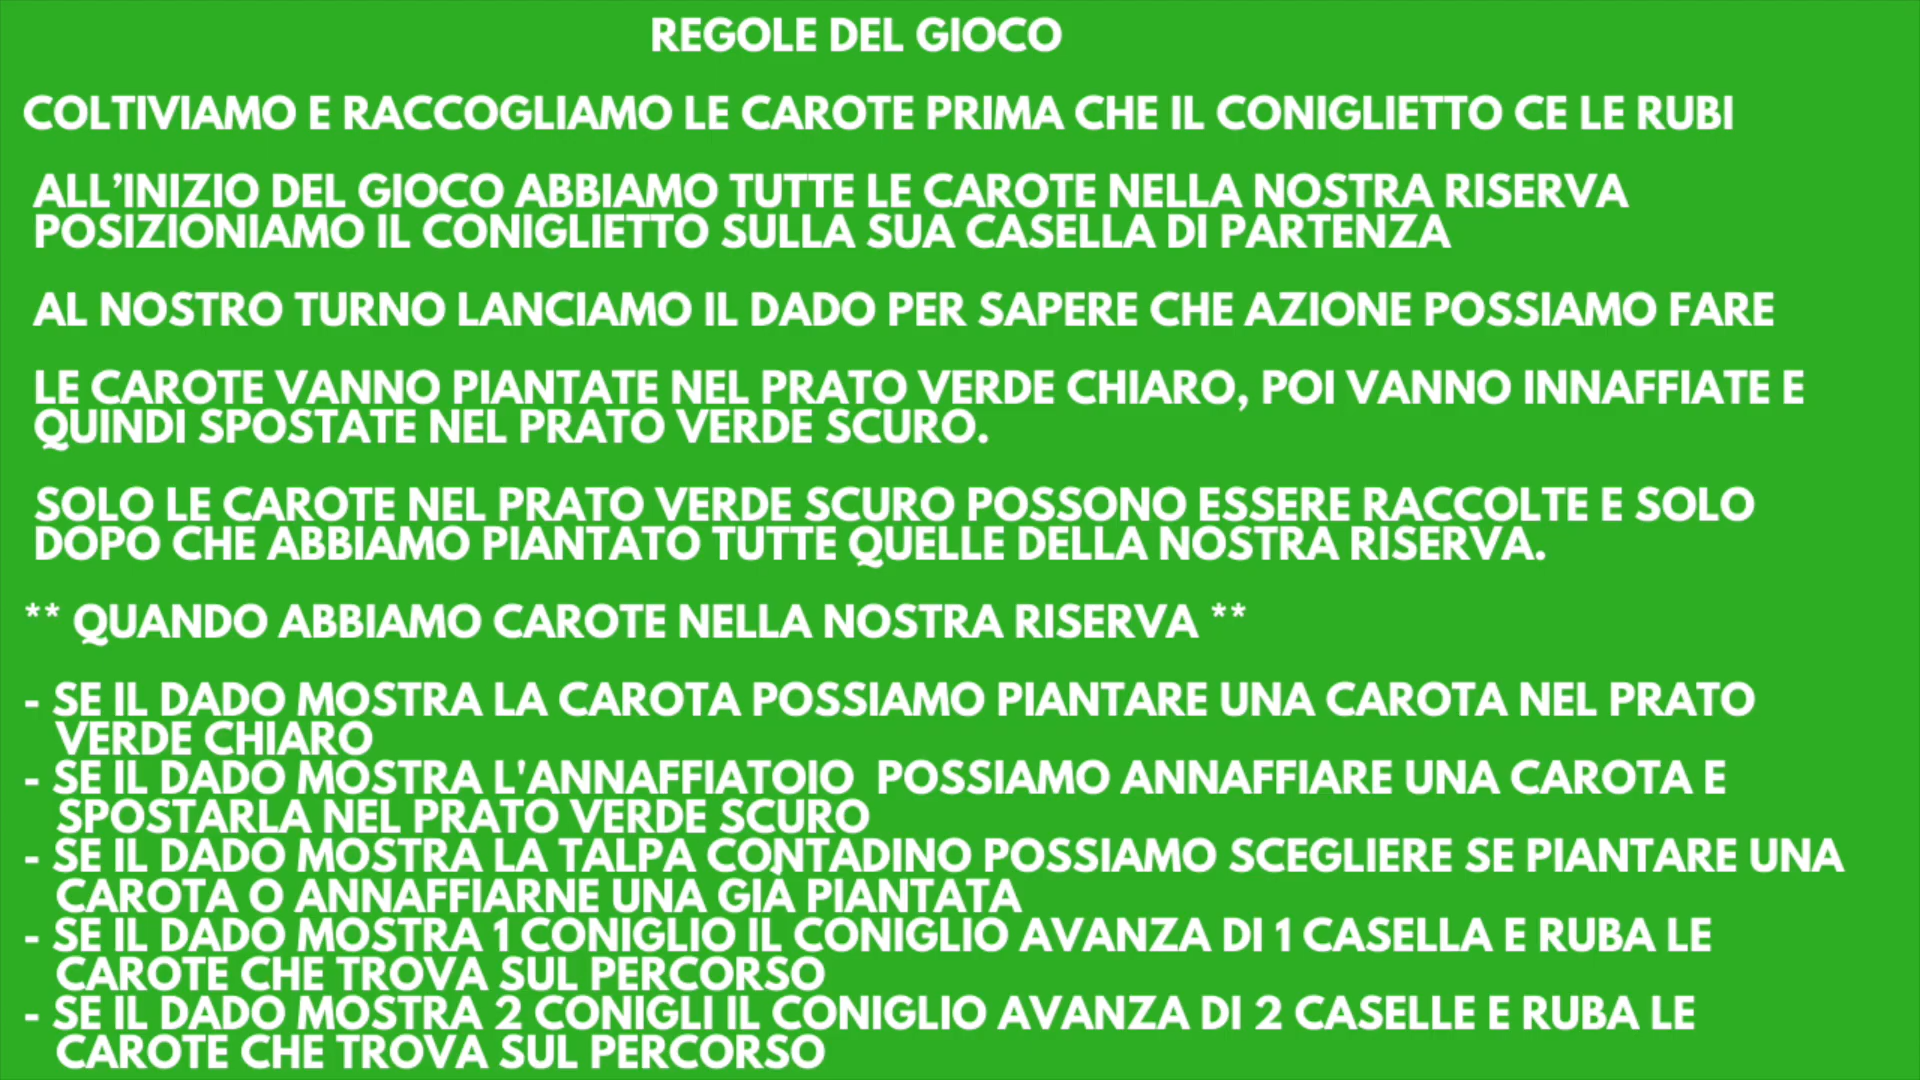 REGOLE DEL GIOCO
COLTIVIAMO E RACCOGLIAMO LE CAROTE PRIMA CHE IL CONIGLIETTO CE LE RUBI
ALL’INIZIO DEL GIOCO ABBIAMO TUTTE LE CAROTE NELLA NOSTRA RISERVA
POSIZIONIAMO IL CONIGLIETTO SULLA SUA CASELLA DI PARTENZA
AL NOSTRO TURNO LANCIAMO IL DADO PER SAPERE CHE AZIONE POSSIAMO FARE
LE CAROTE VANNO PIANTATE NEL PRATO VERDE CHIARO, POI VANNO INNAFFIATE E
QUINDI SPOSTATE NEL PRATO VERDE SCURO.
SOLO LE CAROTE NEL PRATO VERDE SCURO POSSONO ESSERE RACCOLTE E SOLO
DOPO CHE ABBIAMO PIANTATO TUTTE QUELLE DELLA NOSTRA RISERVA.
** QUANDO ABBIAMO CAROTE NELLA NOSTRA RISERVA **
- SE IL DADO MOSTRA LA CAROTA POSSIAMO PIANTARE UNA CAROTA NEL PRATO
VERDE CHIARO
- SE IL DADO MOSTRA L'ANNAFFIATOIO  POSSIAMO ANNAFFIARE UNA CAROTA E
SPOSTARLA NEL PRATO VERDE SCURO
- SE IL DADO MOSTRA LA TALPA CONTADINO POSSIAMO SCEGLIERE SE PIANTARE UNA
CAROTA O ANNAFFIARNE UNA GIÀ PIANTATA
- SE IL DADO MOSTRA 1 CONIGLIO IL CONIGLIO AVANZA DI 1 CASELLA E RUBA LE
CAROTE CHE TROVA SUL PERCORSO
- SE IL DADO MOSTRA 2 CONIGLI IL CONIGLIO AVANZA DI 2 CASELLE E RUBA LE
CAROTE CHE TROVA SUL PERCORSO